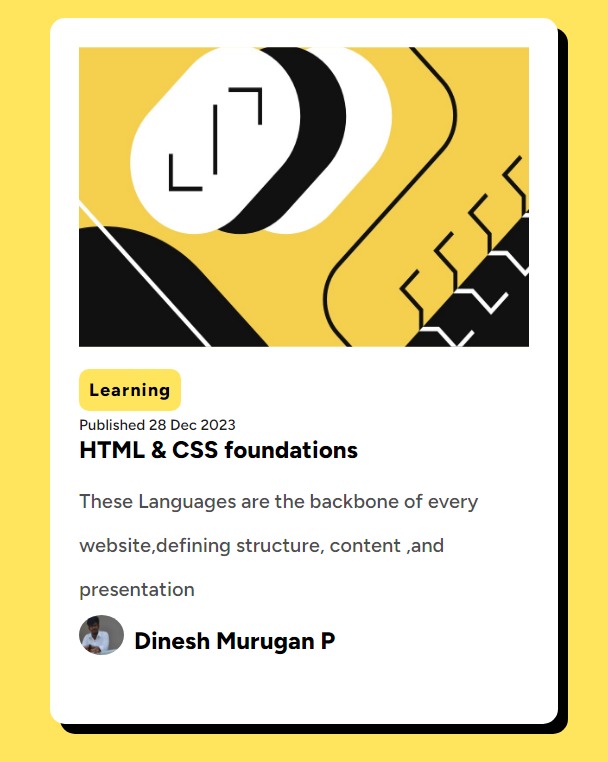 Learning
Published 28 Dec 2023
HTML & CSS foundations
These Languages are the backbone of every
website,defining structure, content ,and
presentation
Dinesh Murugan P